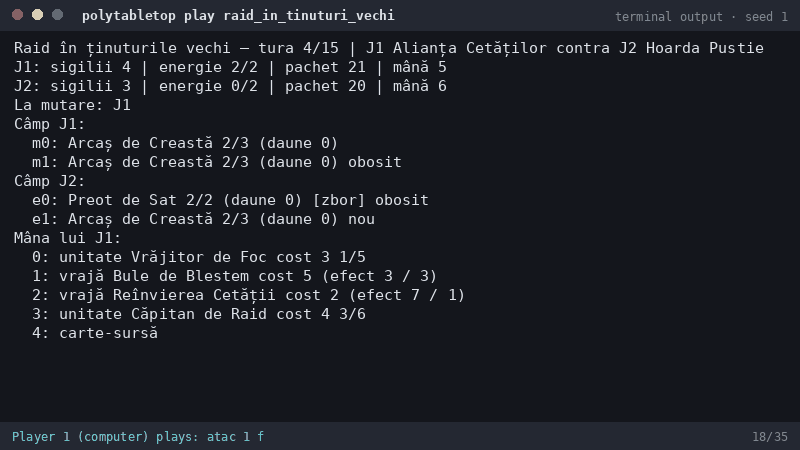 polytabletop play raid_in_tinuturi_vechi
terminal output · seed 1
Raid în ținuturile vechi — tura 4/15 | J1 Alianța Cetăților contra J2 Hoarda Pustie
J1: sigilii 4 | energie 2/2 | pachet 21 | mână 5
J2: sigilii 3 | energie 0/2 | pachet 20 | mână 6
La mutare: J1
Câmp J1:
m0: Arcaș de Creastă 2/3 (daune 0)
m1: Arcaș de Creastă 2/3 (daune 0) obosit
Câmp J2:
e0: Preot de Sat 2/2 (daune 0) [zbor] obosit
e1: Arcaș de Creastă 2/3 (daune 0) nou
Mâna lui J1:
0: unitate Vrăjitor de Foc cost 3 1/5
1: vrajă Bule de Blestem cost 5 (efect 3 / 3)
2: vrajă Reînvierea Cetății cost 2 (efect 7 / 1)
3: unitate Căpitan de Raid cost 4 3/6
4: carte-sursă
Player 1 (computer) plays: atac 1 f
18/35